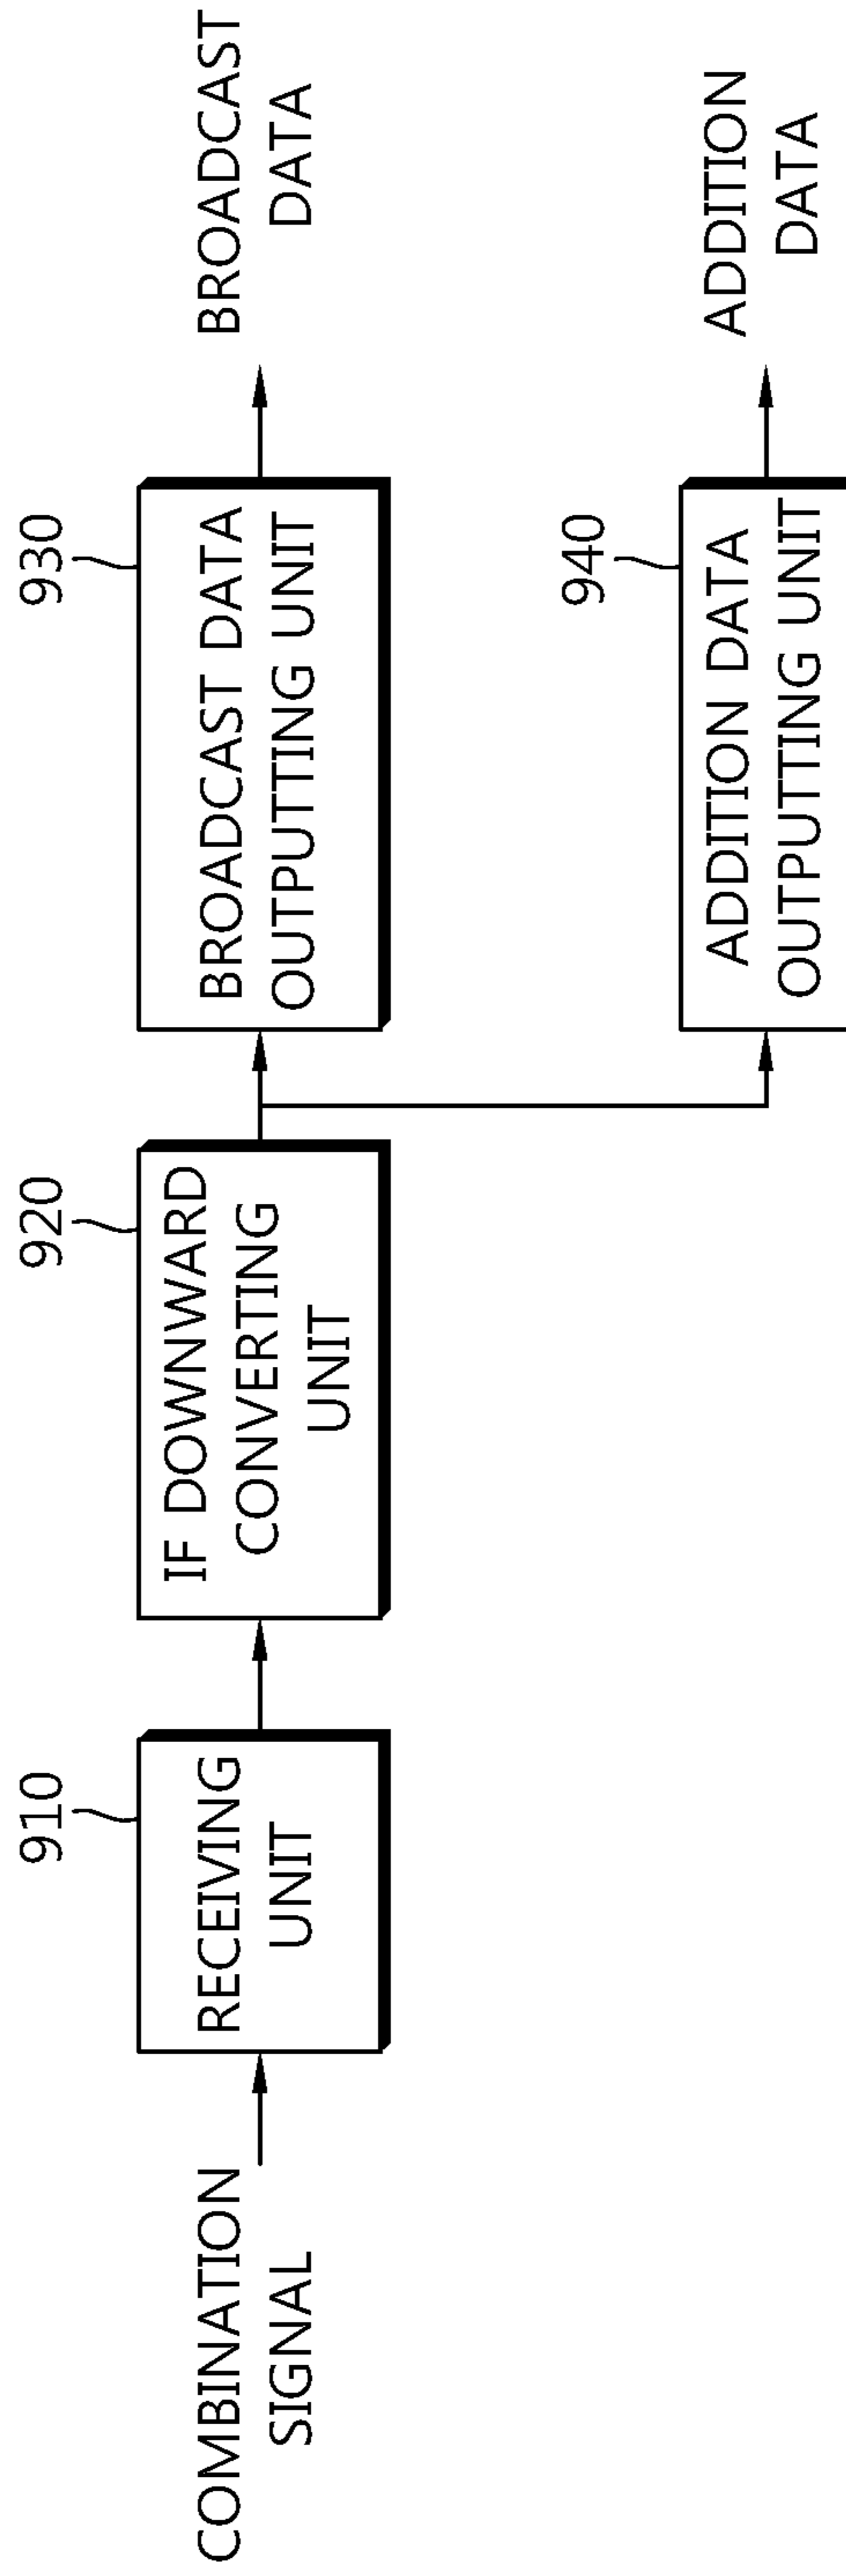 COMBINATION
SIGNAL
910
RECEIVING
UNIT
920
IF DOWNWARD
CONVERTING
UNIT
930
BROADCAST DATA
OUTPUTTING UNIT
BROADCAST
DATA
940
ADDITION DATA
OUTPUTTING UNIT
ADDITION
DATA